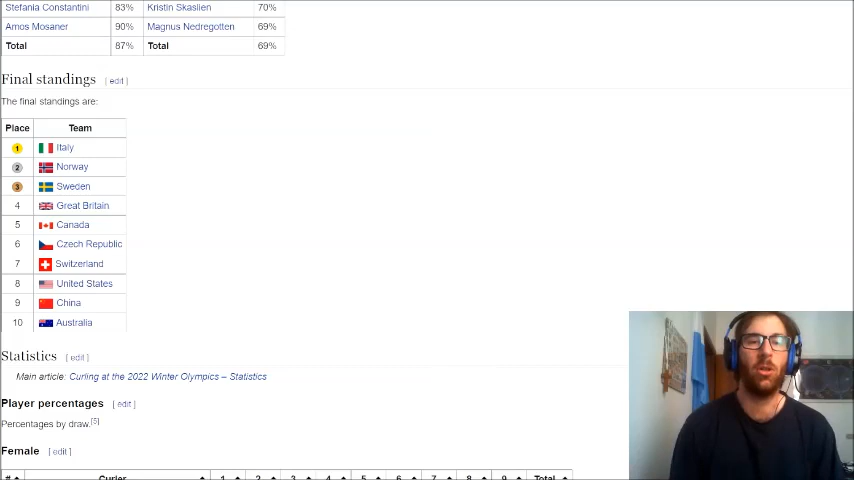 Stefania Constantini 83% Kristin Skaslien 70%
Amos Mosaner 90% Magnus Nedregotten 69%
Total 87% Total 69%
Final standings [ edit ]
The final standings are:
Place Team
1 Italy
2 Norway
3 Sweden
4 Great Britain
5 Canada
6 Czech Republic
7 Switzerland
8 United States
9 China
10 Australia
Statistics [ edit ]
Main article: Curling at the 2022 Winter Olympics – Statistics
Player percentages [ edit ]
Percentages by draw.[5]
Female [ edit ]
# Curler 1 2 3 4 5 6 7 8 9 Total